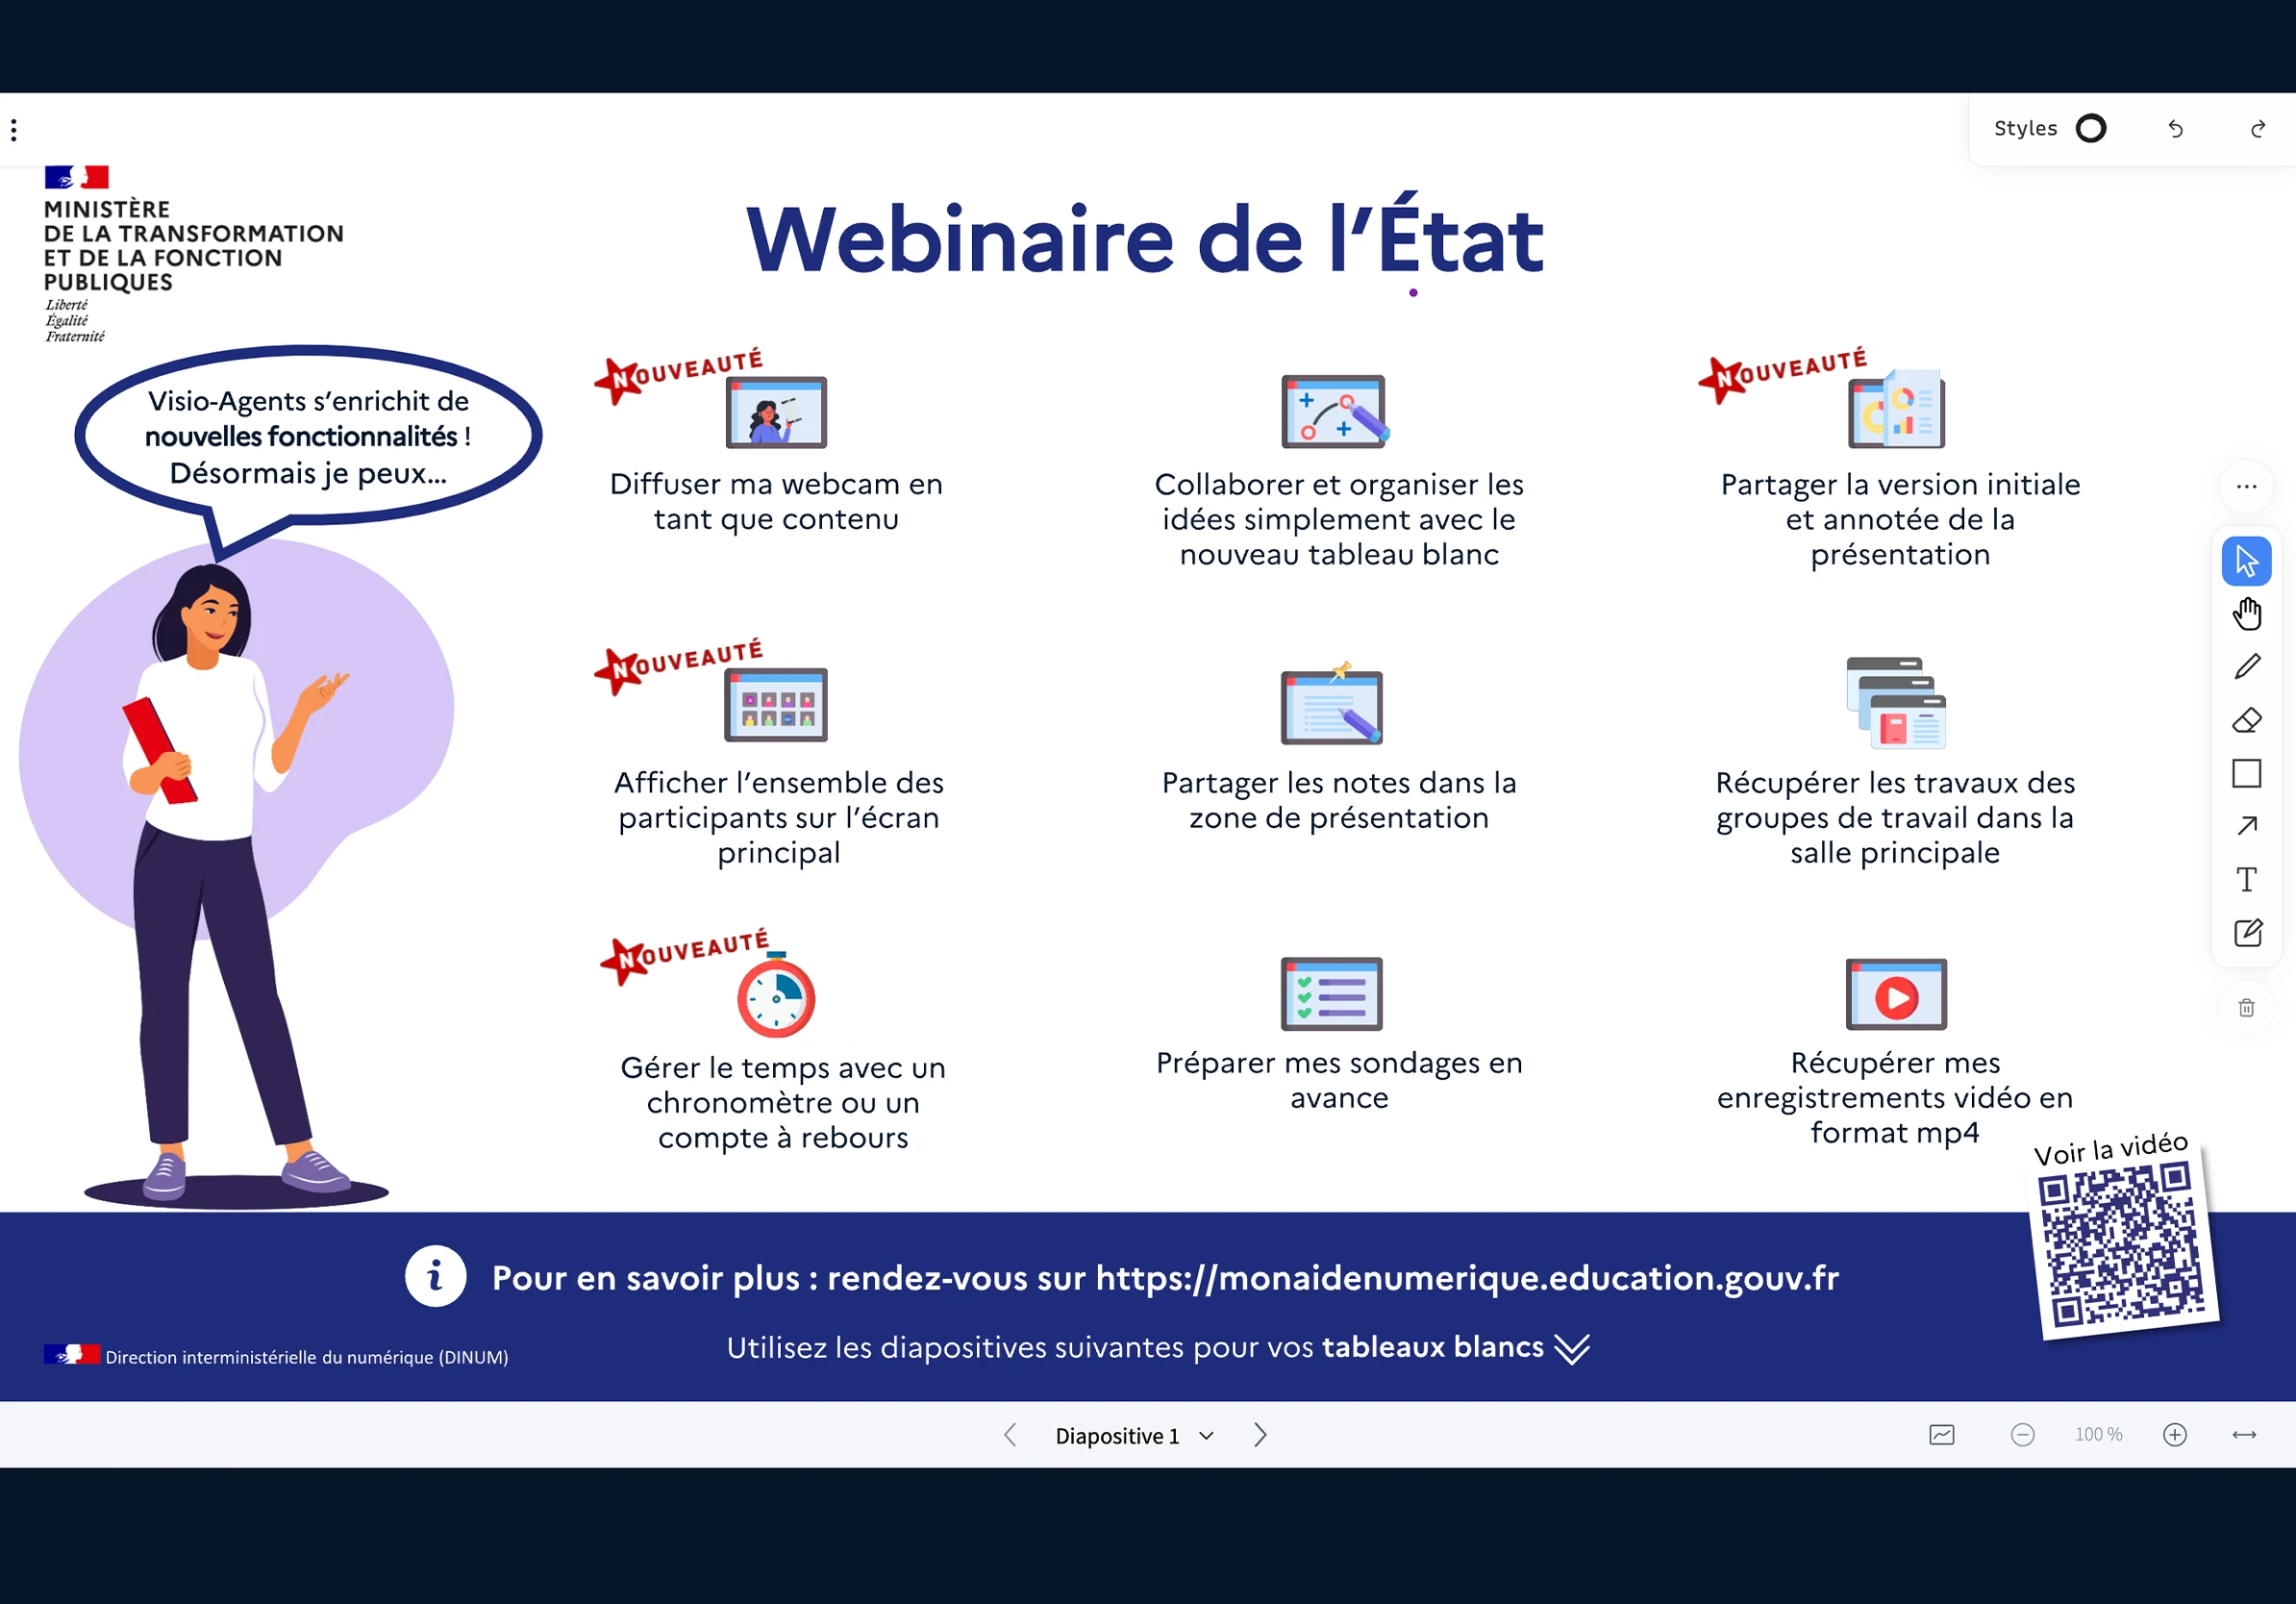 Styles
MINISTÈRE
DE LA TRANSFORMATION
ET DE LA FONCTION
PUBLIQUES
Liberté
Égalité
Fraternité
Webinaire de l'État
Visio-Agents s'enrichit de
nouvelles fonctionnalités !
Désormais je peux...
NOUVEAUTÉ
Diffuser ma webcam en
tant que contenu
Collaborer et organiser les
idées simplement avec le
nouveau tableau blanc
NOUVEAUTÉ
Partager la version initiale
et annotée de la
présentation
NOUVEAUTÉ
Afficher l'ensemble des
participants sur l'écran
principal
Partager les notes dans la
zone de présentation
Récupérer les travaux des
groupes de travail dans la
salle principale
NOUVEAUTÉ
Gérer le temps avec un
chronomètre ou un
compte à rebours
Préparer mes sondages en
avance
Récupérer mes
enregistrements vidéo en
format mp4
Voir la vidéo
i Pour en savoir plus : rendez-vous sur https://monaidenumerique.education.gouv.fr
Utilisez les diapositives suivantes pour vos tableaux blancs
Direction interministérielle du numérique (DINUM)
Diapositive 1
100 %